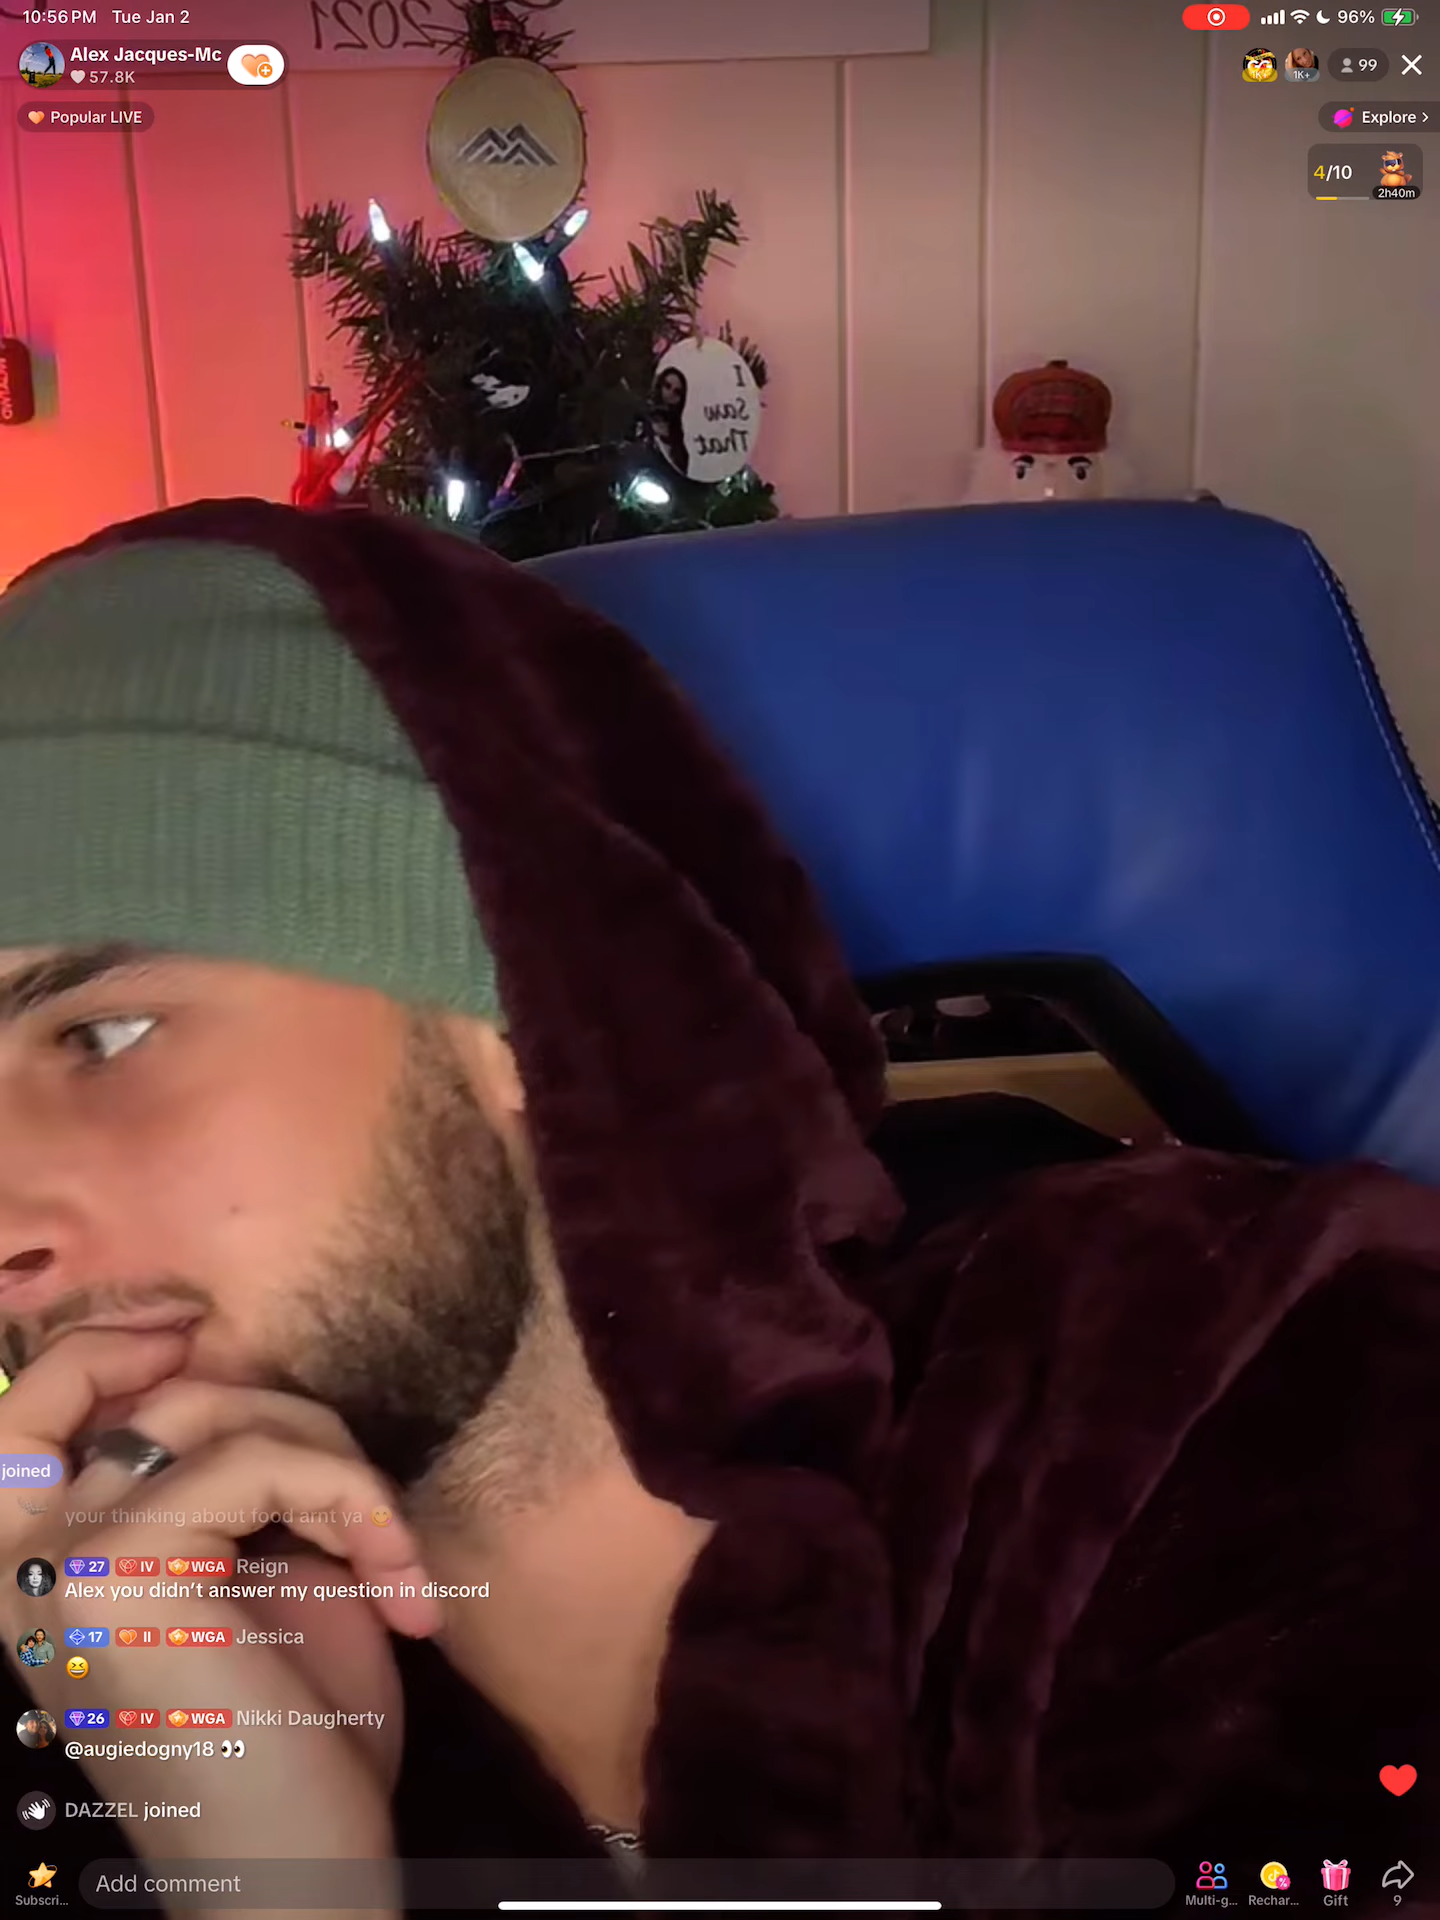 10:56 PM Tue Jan 2
96%
2021
Alex Jacques-Mc
57.8K
1K+
99
Popular LIVE
Explore >
4/10
2h40m
I
Saw
That
joined
your thinking about food arnt ya 😋
27 IV WGA Reign
Alex you didn't answer my question in discord
17 II WGA Jessica
😆
26 IV WGA Nikki Daugherty
@augiedogny18 👀
DAZZEL joined
Add comment
Subscri...
Multi-g...
Rechar...
Gift
9